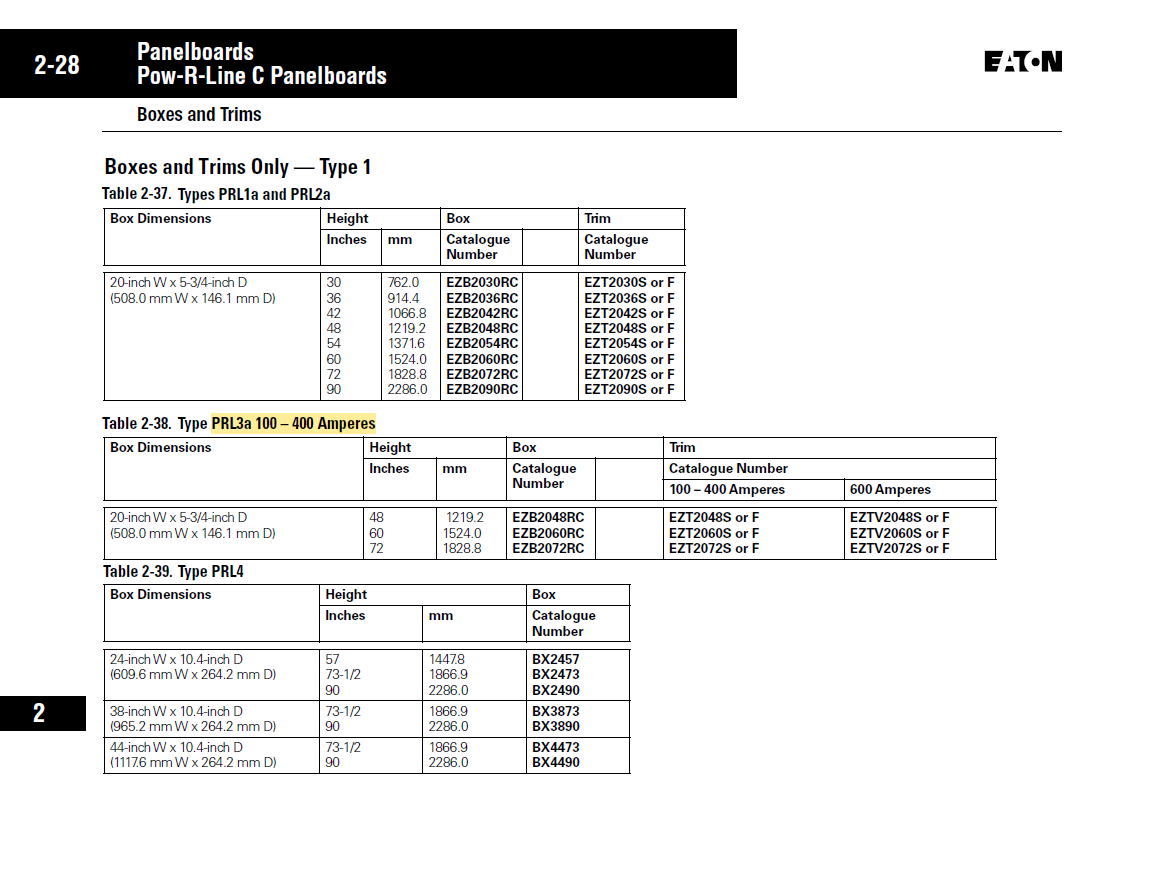 2-28
Panelboards
Pow-R-Line C Panelboards
EATON
Boxes and Trims
Boxes and Trims Only — Type 1
Table 2-37. Types PRL1a and PRL2a
Box Dimensions Height Box Trim
Inches mm Catalogue Number Catalogue Number
20-inch W x 5-3/4-inch D 30 762.0 EZB2030RC EZT2030S or F
(508.0 mm W x 146.1 mm D) 36 914.4 EZB2036RC EZT2036S or F
42 1066.8 EZB2042RC EZT2042S or F
48 1219.2 EZB2048RC EZT2048S or F
54 1371.6 EZB2054RC EZT2054S or F
60 1524.0 EZB2060RC EZT2060S or F
72 1828.8 EZB2072RC EZT2072S or F
90 2286.0 EZB2090RC EZT2090S or F
Table 2-38. Type PRL3a 100 – 400 Amperes
Box Dimensions Height Box Trim
Inches mm Catalogue Number Catalogue Number
100 – 400 Amperes 600 Amperes
20-inch W x 5-3/4-inch D 48 1219.2 EZB2048RC EZT2048S or F EZTV2048S or F
(508.0 mm W x 146.1 mm D) 60 1524.0 EZB2060RC EZT2060S or F EZTV2060S or F
72 1828.8 EZB2072RC EZT2072S or F EZTV2072S or F
Table 2-39. Type PRL4
Box Dimensions Height Box
Inches mm Catalogue Number
24-inch W x 10.4-inch D 57 1447.8 BX2457
(609.6 mm W x 264.2 mm D) 73-1/2 1866.9 BX2473
90 2286.0 BX2490
38-inch W x 10.4-inch D 73-1/2 1866.9 BX3873
(965.2 mm W x 264.2 mm D) 90 2286.0 BX3890
44-inch W x 10.4-inch D 73-1/2 1866.9 BX4473
(1117.6 mm W x 264.2 mm D) 90 2286.0 BX4490
2